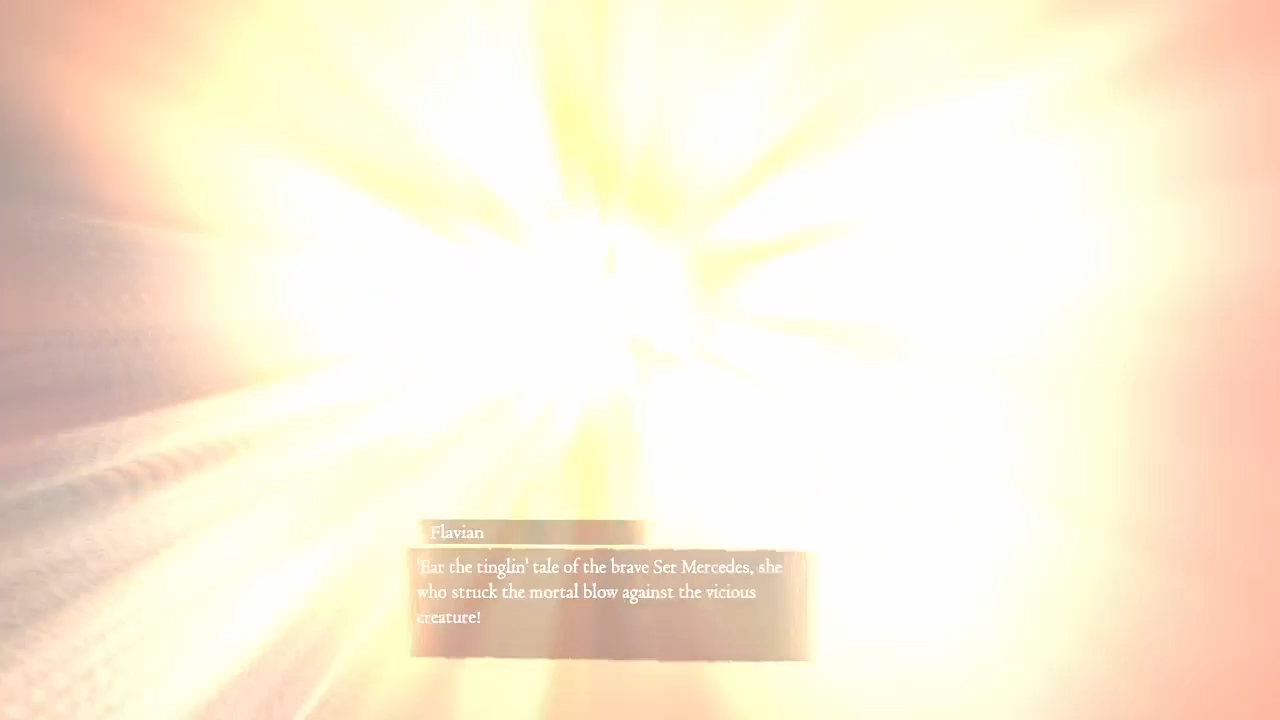 Flavian
'Ear the tinglin' tale of the brave Ser Mercedes, she
who struck the mortal blow against the vicious
creature!